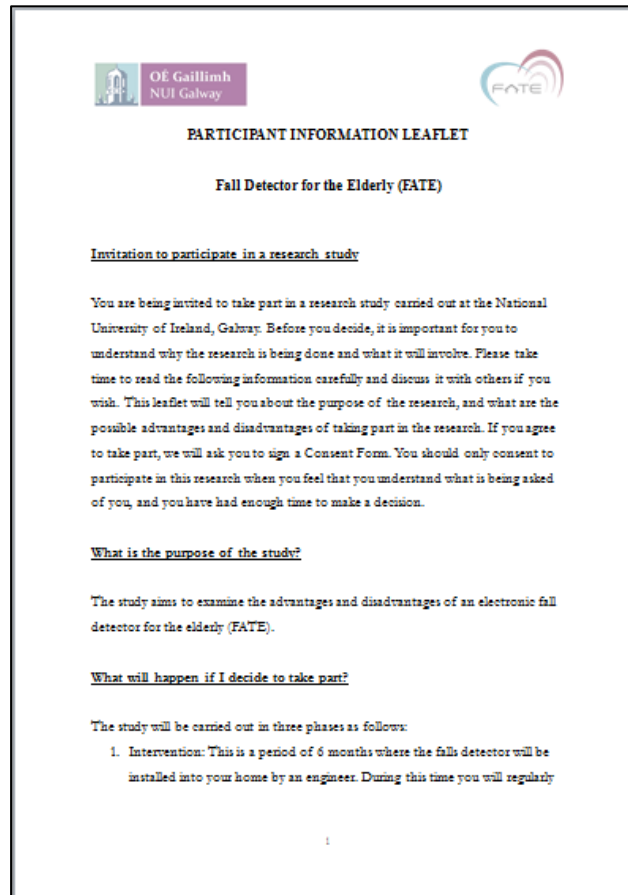 OÉ Gaillimh
NUI Galway
FATE
PARTICIPANT INFORMATION LEAFLET
Fall Detector for the Elderly (FATE)
Invitation to participate in a research study
You are being invited to take part in a research study carried out at the National
University of Ireland, Galway. Before you decide, it is important for you to
understand why the research is being done and what it will involve. Please take
time to read the following information carefully and discuss it with others if you
wish. This leaflet will tell you about the purpose of the research, and what are the
possible advantages and disadvantages of taking part in the research. If you agree
to take part, we will ask you to sign a Consent Form. You should only consent to
participate in this research when you feel that you understand what is being asked
of you, and you have had enough time to make a decision.
What is the purpose of the study?
The study aims to examine the advantages and disadvantages of an electronic fall
detector for the elderly (FATE).
What will happen if I decide to take part?
The study will be carried out in three phases as follows:
1. Intervention: This is a period of 6 months where the falls detector will be
installed into your home by an engineer. During this time you will regularly
1